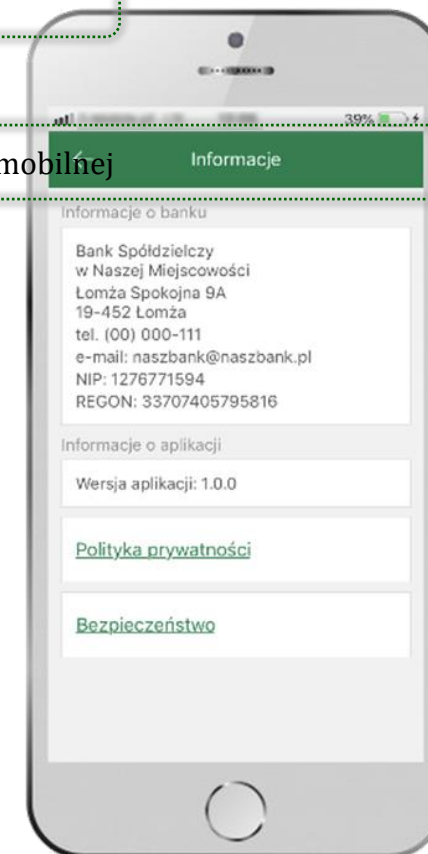 39%
mobilnej
Informacje
Informacje o banku
Bank Spółdzielczy
w Naszej Miejscowości
Łomża Spokojna 9A
19-452 Łomża
tel. (00) 000-111
e-mail: naszbank@naszbank.pl
NIP: 1276771594
REGON: 33707405795816
Informacje o aplikacji
Wersja aplikacji: 1.0.0
Polityka prywatności
Bezpieczeństwo